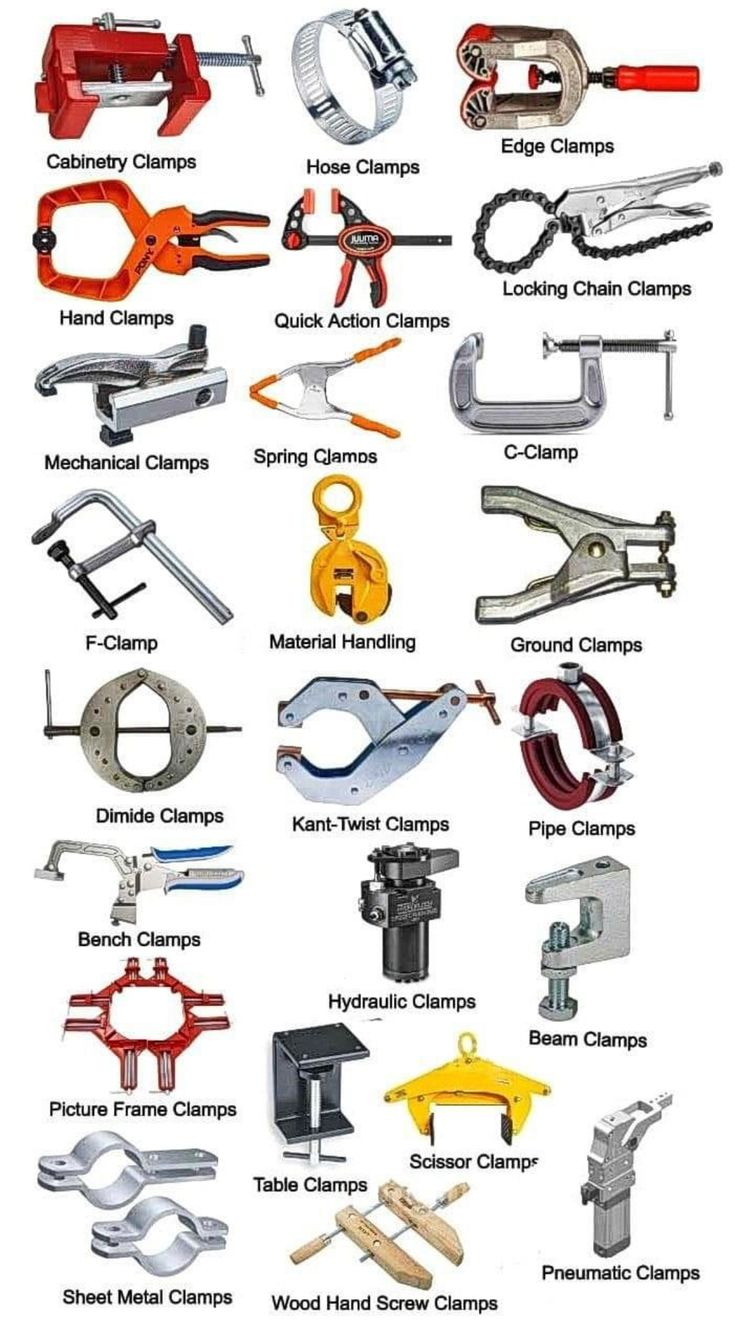 Cabinetry Clamps
Hose Clamps
Edge Clamps
PONY
Hand Clamps
JUUMA
Quick Action Clamps
Locking Chain Clamps
Mechanical Clamps
Spring Clamps
C-Clamp
F-Clamp
Material Handling
Ground Clamps
Dimide Clamps
Kant-Twist Clamps
Pipe Clamps
Bench Clamps
Hydraulic Clamps
Beam Clamps
Picture Frame Clamps
Table Clamps
Scissor Clamps
Sheet Metal Clamps
Wood Hand Screw Clamps
Pneumatic Clamps